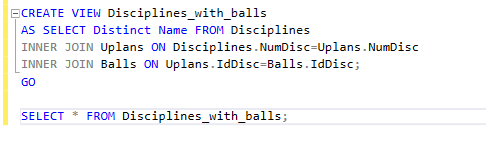 CREATE VIEW Disciplines_with_balls
AS SELECT Distinct Name FROM Disciplines
INNER JOIN Uplans ON Disciplines.NumDisc=Uplans.NumDisc
INNER JOIN Balls ON Uplans.IdDisc=Balls.IdDisc;
GO
SELECT * FROM Disciplines_with_balls;